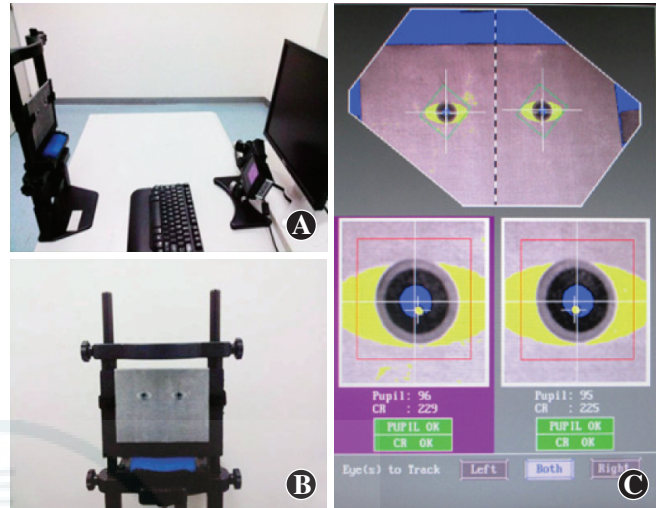 A
B
C
Pupil: 96
CR : 229
PUPIL OK
CR OK
Pupil: 95
CR : 225
PUPIL OK
CR OK
Eye(s) to Track
Left
Both
Right